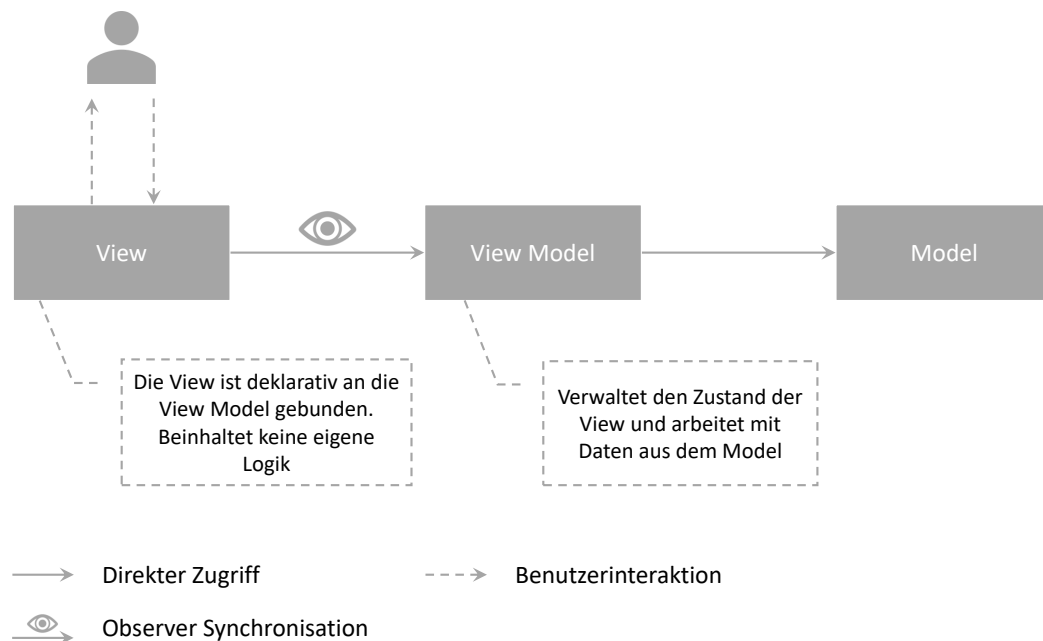 View
View Model
Model
Die View ist deklarativ an die
View Model gebunden.
Beinhaltet keine eigene
Logik
Verwaltet den Zustand der
View und arbeitet mit
Daten aus dem Model
Direkter Zugriff
Benutzerinteraktion
Observer Synchronisation